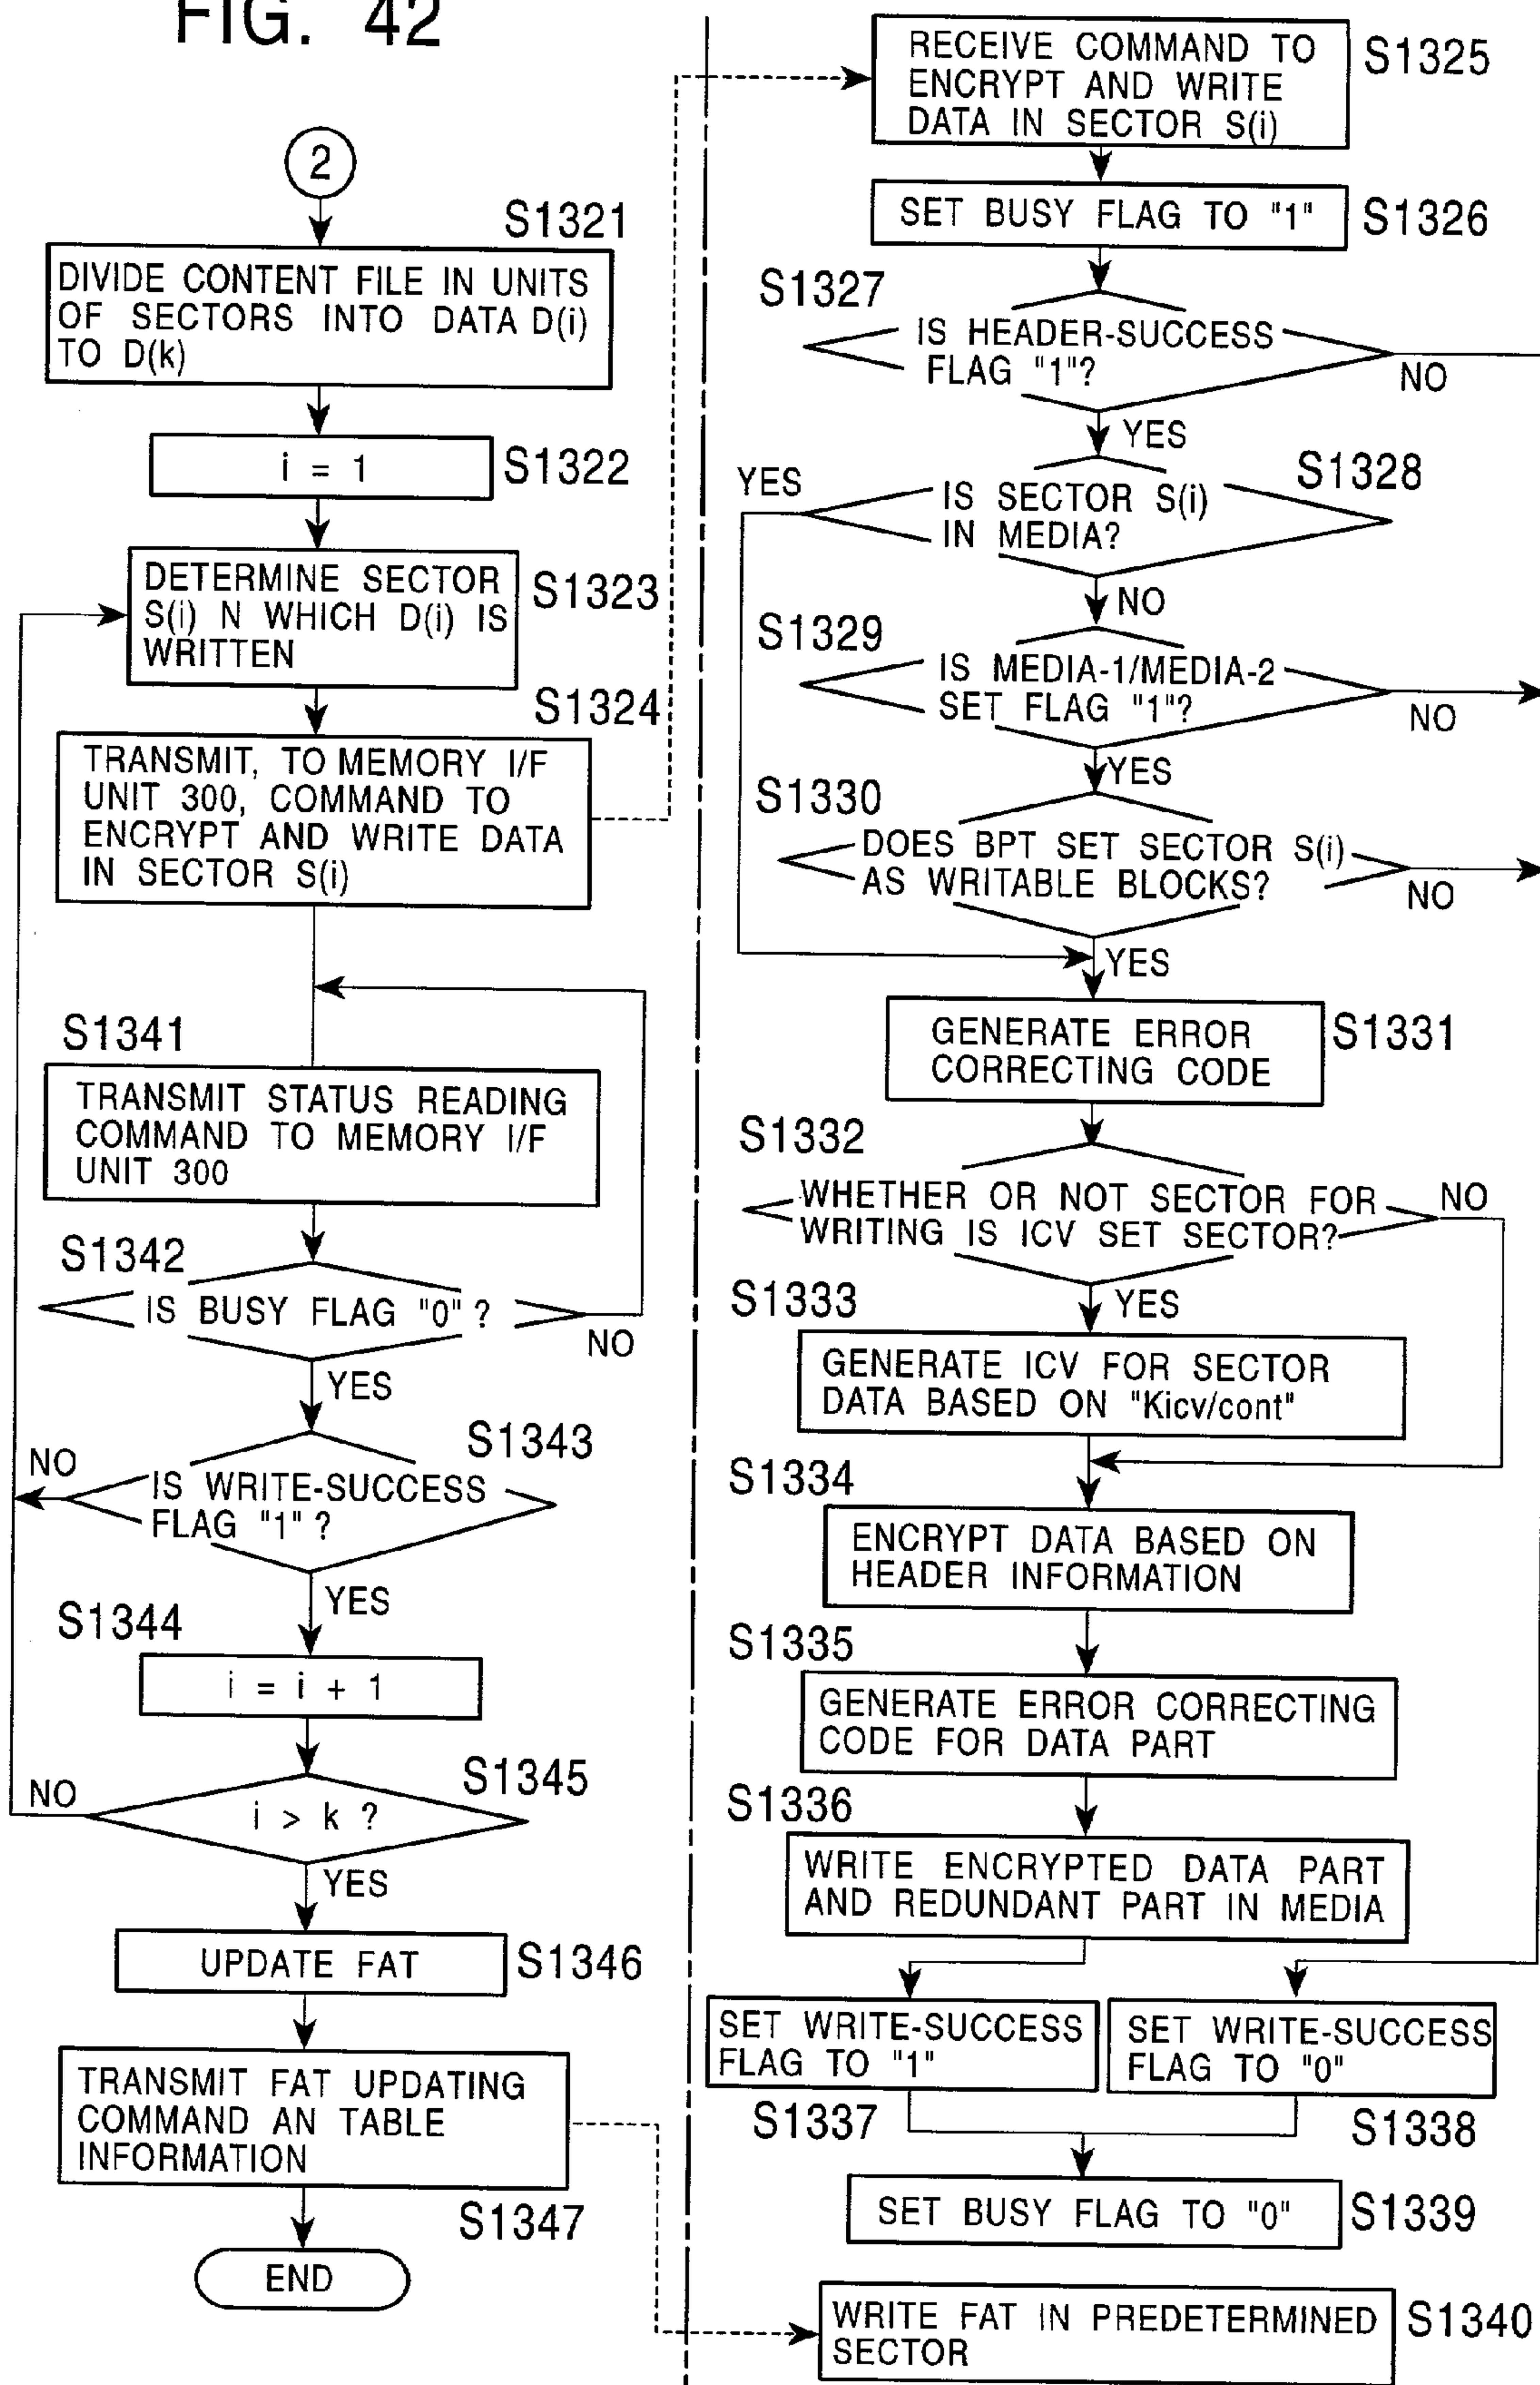 FIG. 42
2
S1321
DIVIDE CONTENT FILE IN UNITS
OF SECTORS INTO DATA D(i)
TO D(k)
i = 1
S1322
DETERMINE SECTOR
S(i) N WHICH D(i) IS
WRITTEN
S1323
S1324
TRANSMIT, TO MEMORY I/F
UNIT 300, COMMAND TO
ENCRYPT AND WRITE DATA
IN SECTOR S(i)
S1341
TRANSMIT STATUS READING
COMMAND TO MEMORY I/F
UNIT 300
S1342
IS BUSY FLAG "0" ?
NO
YES
S1343
NO
IS WRITE-SUCCESS
FLAG "1" ?
YES
S1344
i = i + 1
S1345
NO
i > k ?
YES
UPDATE FAT
S1346
TRANSMIT FAT UPDATING
COMMAND AN TABLE
INFORMATION
S1347
END
RECEIVE COMMAND TO
ENCRYPT AND WRITE
DATA IN SECTOR S(i)
S1325
SET BUSY FLAG TO "1"
S1326
S1327
IS HEADER-SUCCESS
FLAG "1"?
NO
YES
S1328
YES
IS SECTOR S(i)
IN MEDIA?
NO
S1329
IS MEDIA-1/MEDIA-2
SET FLAG "1"?
NO
YES
S1330
DOES BPT SET SECTOR S(i)
AS WRITABLE BLOCKS?
NO
YES
GENERATE ERROR
CORRECTING CODE
S1331
S1332
WHETHER OR NOT SECTOR FOR
WRITING IS ICV SET SECTOR?
NO
YES
S1333
GENERATE ICV FOR SECTOR
DATA BASED ON "Kicv/cont"
S1334
ENCRYPT DATA BASED ON
HEADER INFORMATION
S1335
GENERATE ERROR CORRECTING
CODE FOR DATA PART
S1336
WRITE ENCRYPTED DATA PART
AND REDUNDANT PART IN MEDIA
SET WRITE-SUCCESS
FLAG TO "1"
S1337
SET WRITE-SUCCESS
FLAG TO "0"
S1338
SET BUSY FLAG TO "0"
S1339
WRITE FAT IN PREDETERMINED
SECTOR
S1340